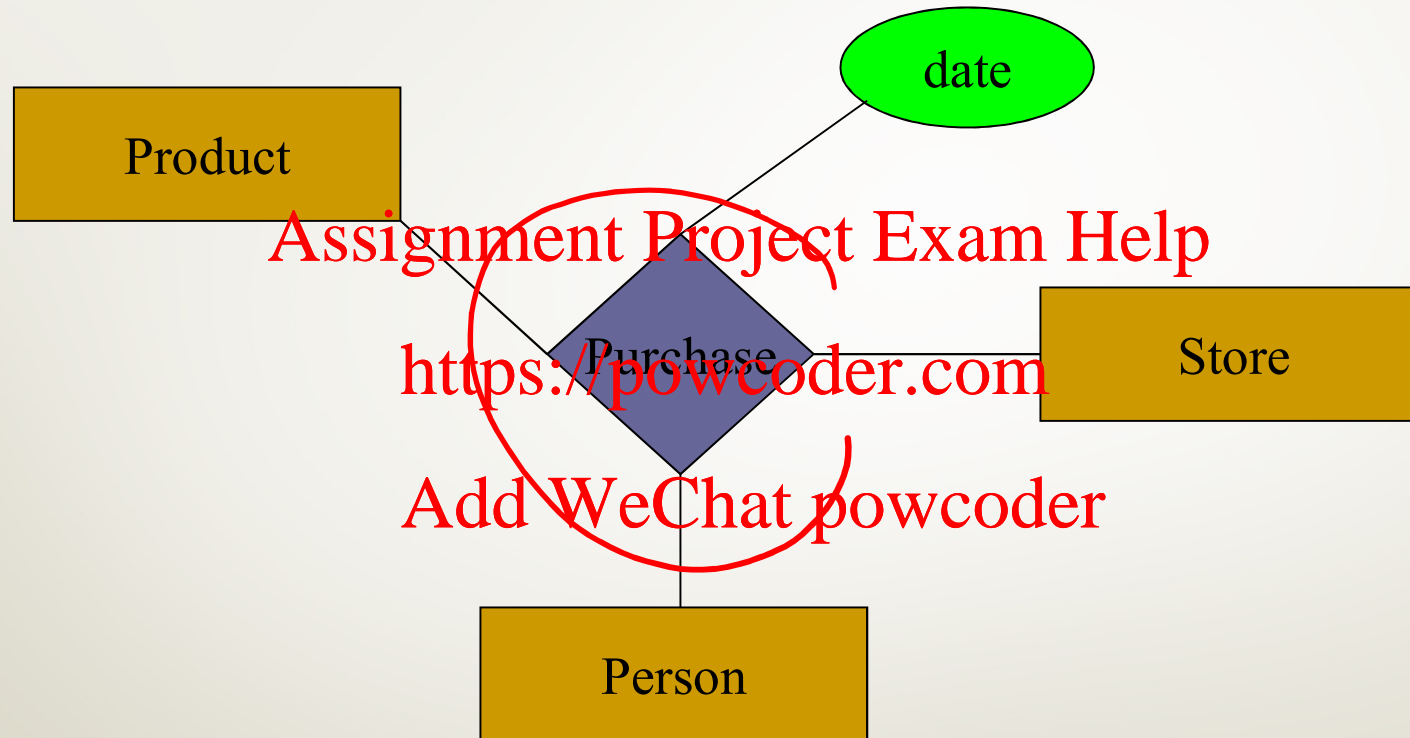 date
Product
Assignment Project Exam Help
Purchase
https://powcoder.com
Store
Add WeChat powcoder
Person